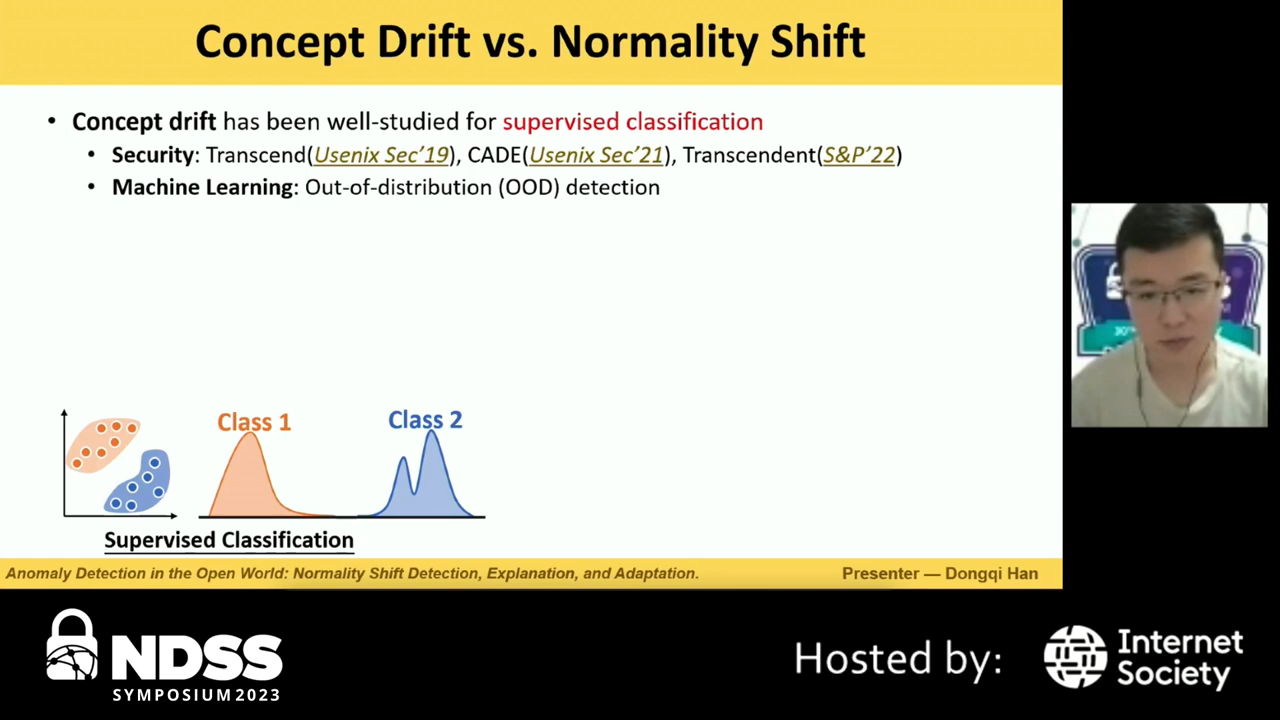 Concept Drift vs. Normality Shift
• Concept drift has been well-studied for supervised classification
• Security: Transcend(Usenix Sec'19), CADE(Usenix Sec'21), Transcendent(S&P'22)
• Machine Learning: Out-of-distribution (OOD) detection
Class 1
Class 2
Supervised Classification
Anomaly Detection in the Open World: Normality Shift Detection, Explanation, and Adaptation.
Presenter — Dongqi Han
NDSS
SYMPOSIUM 2023
Hosted by:
Internet
Society